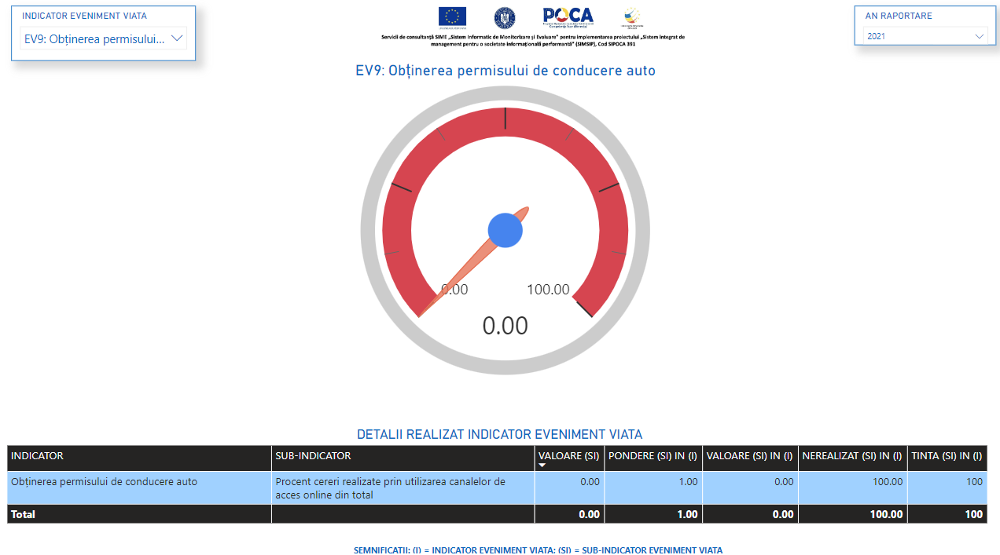 INDICATOR EVENIMENT VIATA
EV9: Obținerea permisului...
POCA
Servicii de consultanță SIME „Sistem Informatic de Monitorizare și Evaluare” pentru implementarea proiectului „Sistem integrat de
management pentru o societate informațională performantă” (SIMSIP), Cod SIPOCA 391
AN RAPORTARE
2021
EV9: Obținerea permisului de conducere auto
0.00
100.00
0.00
DETALII REALIZAT INDICATOR EVENIMENT VIATA
INDICATOR SUB-INDICATOR VALOARE (SI) PONDERE (SI) IN (I) VALOARE (SI) IN (I) NEREALIZAT (SI) IN (I) TINTA (SI) IN (I)
Obținerea permisului de conducere auto Procent cereri realizate prin utilizarea canalelor de 0.00 1.00 0.00 100.00 100
acces online din total
Total 0.00 1.00 0.00 100.00 100
SEMNIFICATII: (I) = INDICATOR EVENIMENT VIATA; (SI) = SUB-INDICATOR EVENIMENT VIATA